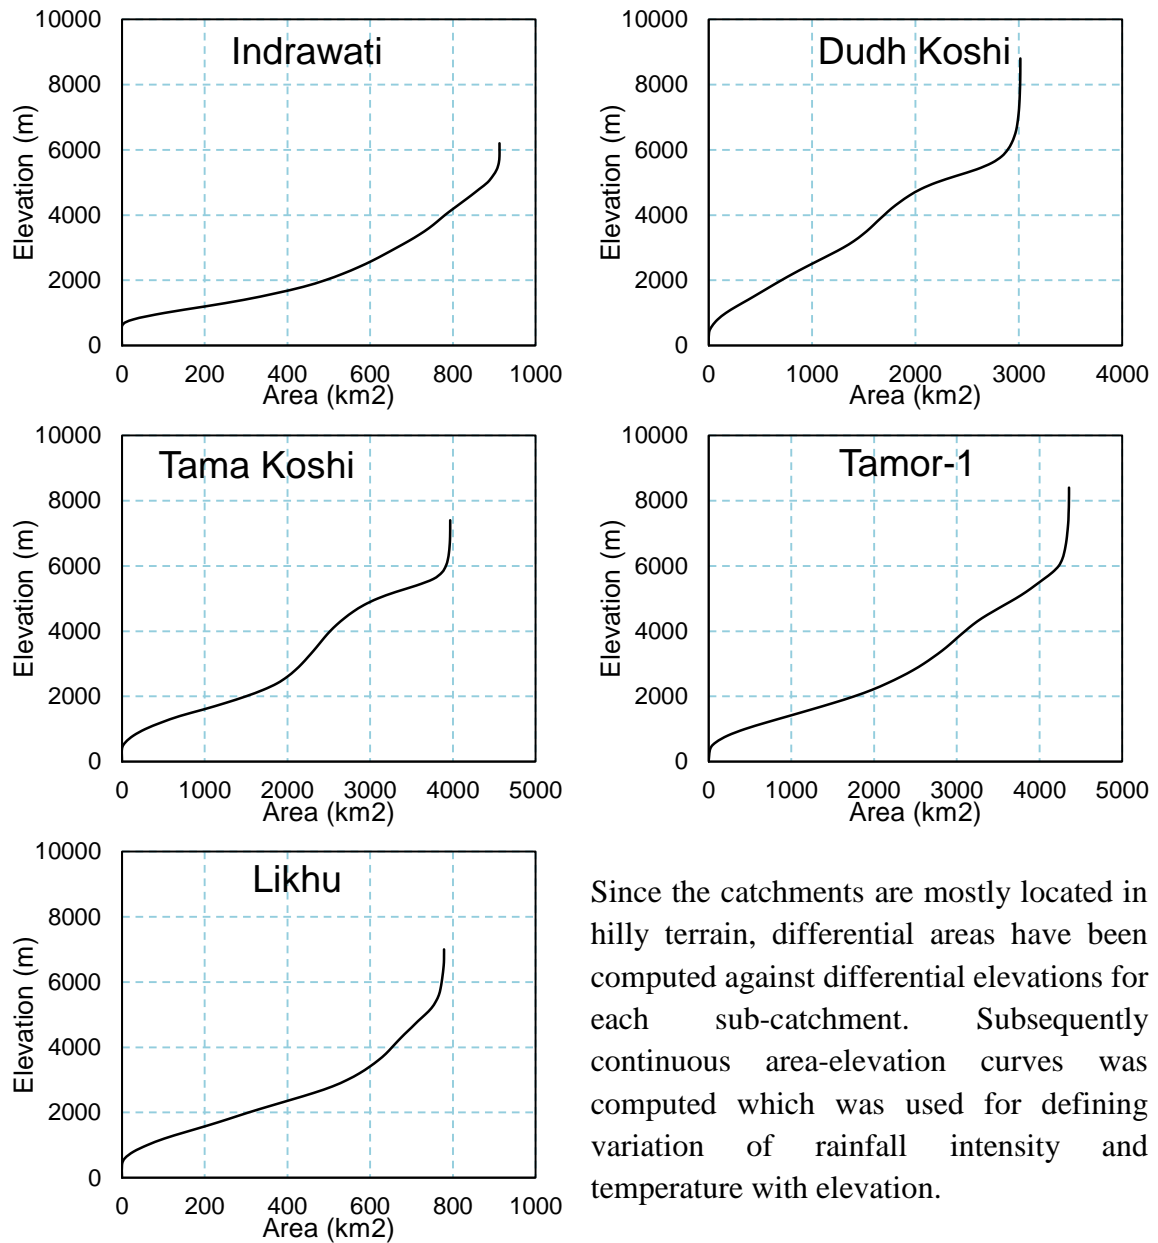 Indrawati
Elevation (m)
10000
8000
6000
4000
2000
0
0 200 400 600 800 1000
Area (km2)
Dudh Koshi
Elevation (m)
10000
8000
6000
4000
2000
0
0 1000 2000 3000 4000
Area (km2)
Tama Koshi
Elevation (m)
10000
8000
6000
4000
2000
0
0 1000 2000 3000 4000 5000
Area (km2)
Tamor-1
Elevation (m)
10000
8000
6000
4000
2000
0
0 1000 2000 3000 4000 5000
Area (km2)
Likhu
Elevation (m)
10000
8000
6000
4000
2000
0
0 200 400 600 800 1000
Area (km2)
Since the catchments are mostly located in
hilly terrain, differential areas have been
computed against differential elevations for
each sub-catchment. Subsequently
continuous area-elevation curves was
computed which was used for defining
variation of rainfall intensity and
temperature with elevation.